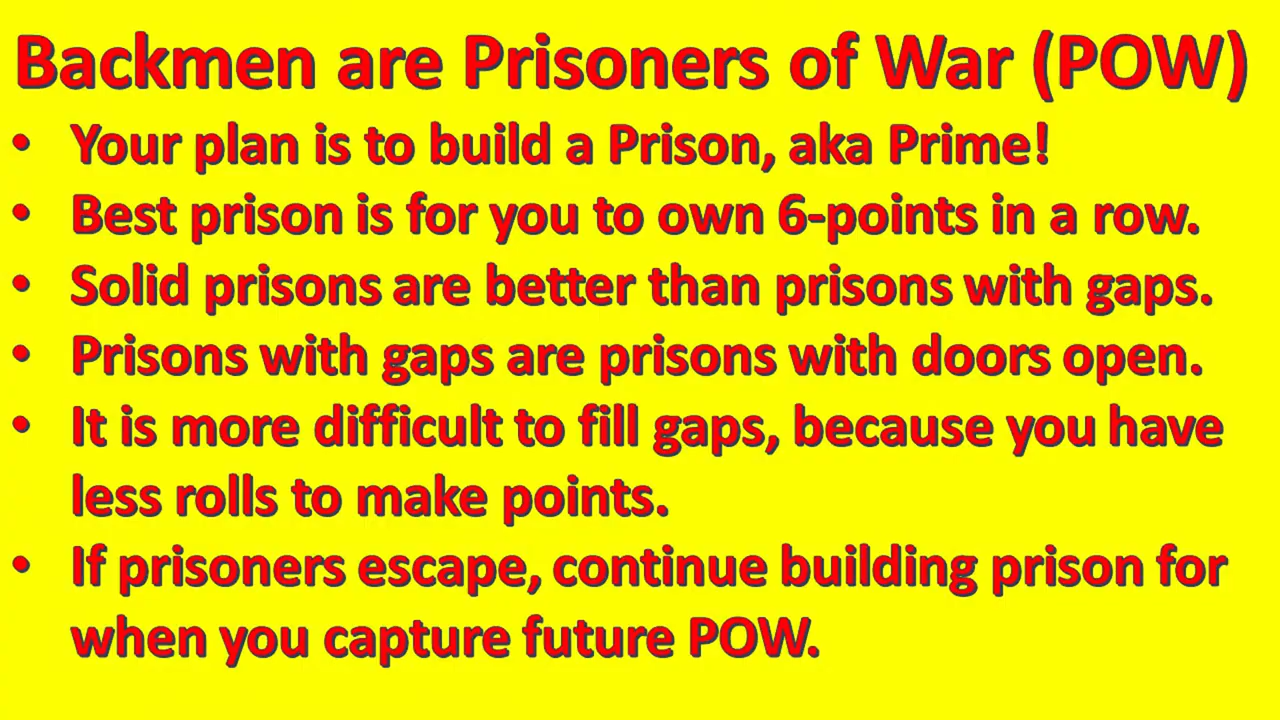 Backmen are Prisoners of War (POW)
• Your plan is to build a Prison, aka Prime!
• Best prison is for you to own 6-points in a row.
• Solid prisons are better than prisons with gaps.
• Prisons with gaps are prisons with doors open.
• It is more difficult to fill gaps, because you have
less rolls to make points.
• If prisoners escape, continue building prison for
when you capture future POW.